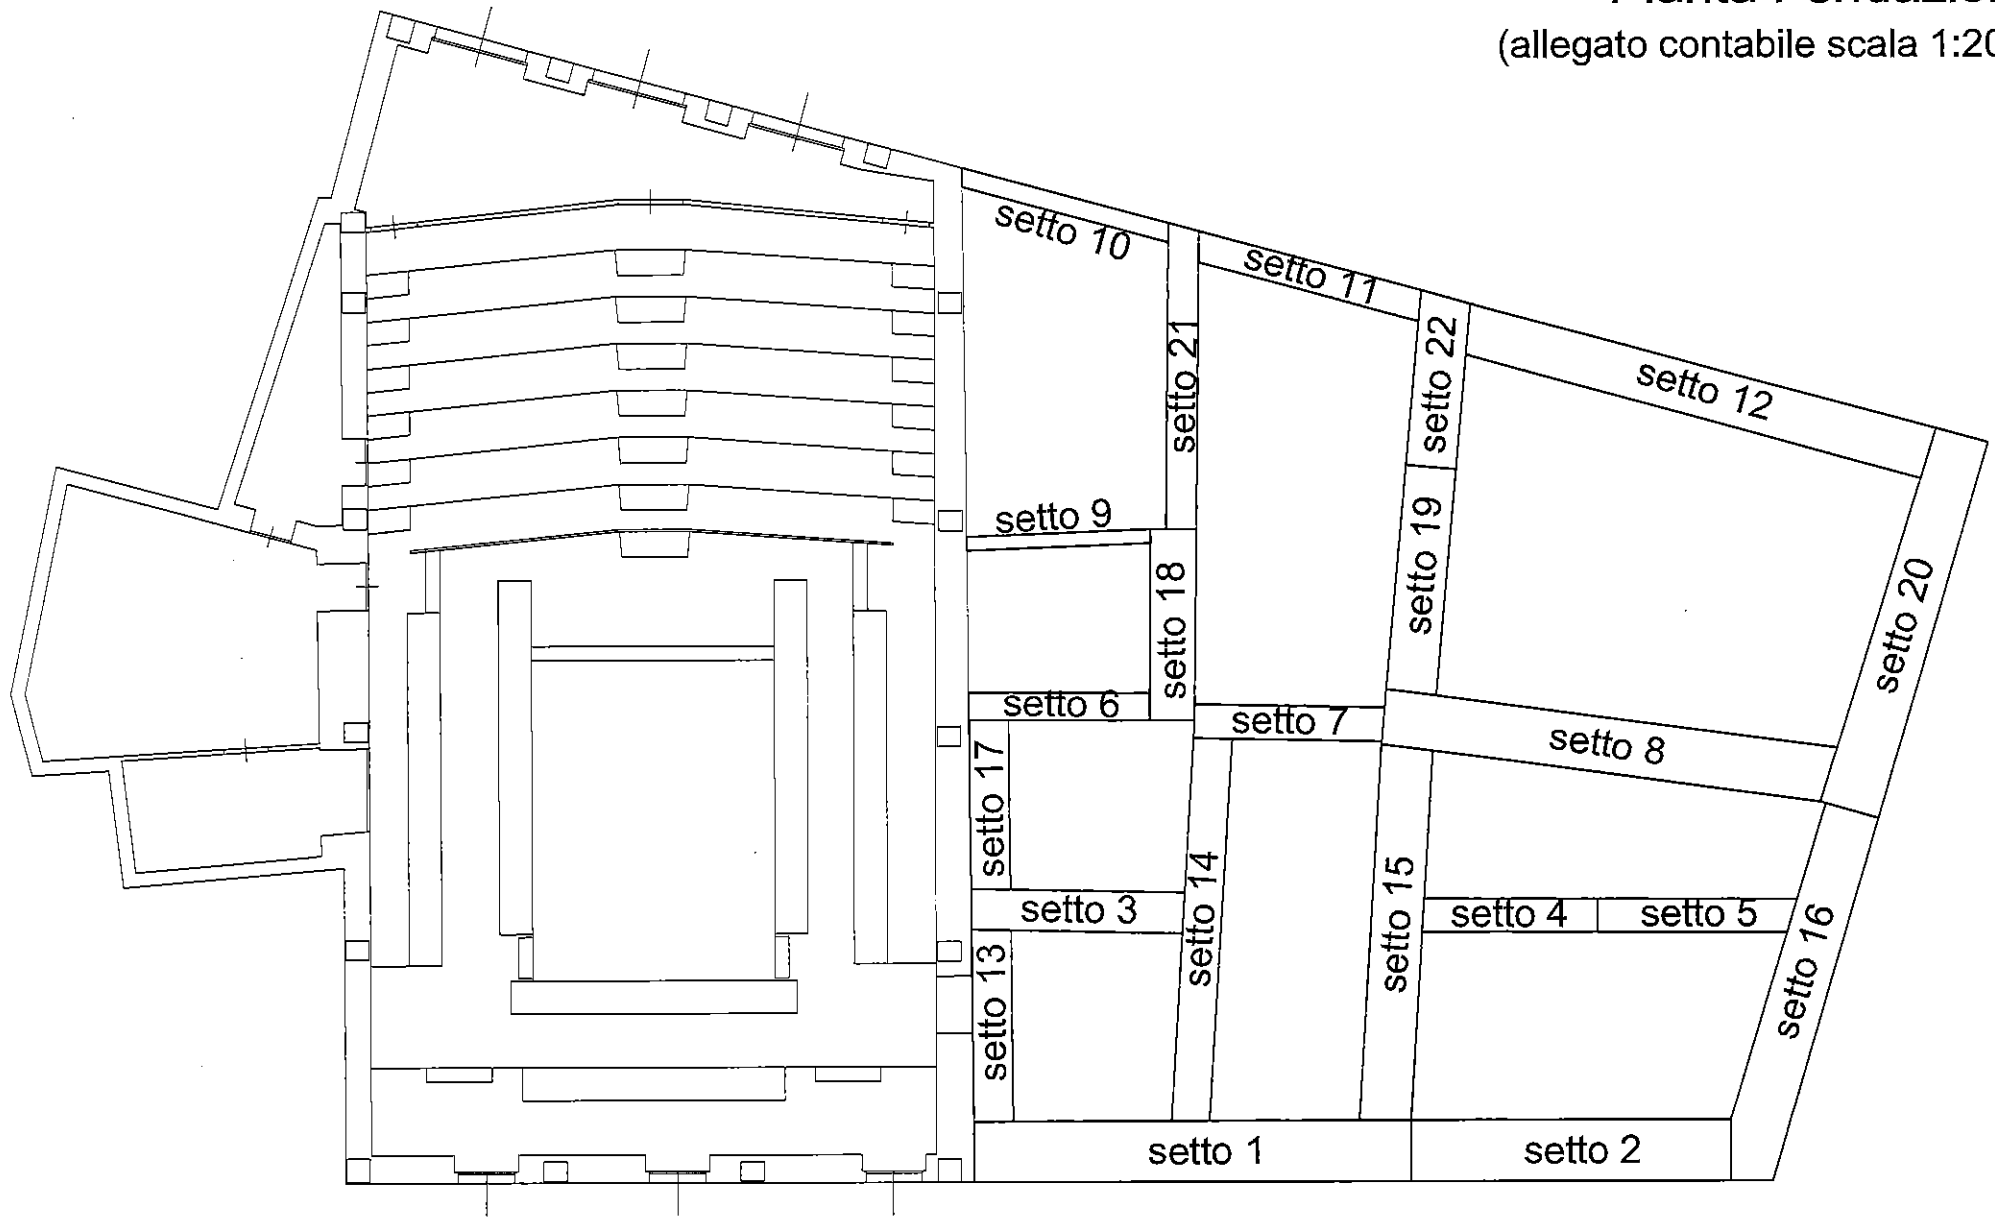 (allegato contabile scala 1:20
setto 10
setto 11
setto 12
setto 21
setto 22
setto 9
setto 19
setto 18
setto 20
setto 6
setto 7
setto 8
setto 17
setto 14
setto 15
setto 3
setto 4
setto 5
setto 16
setto 13
setto 1
setto 2